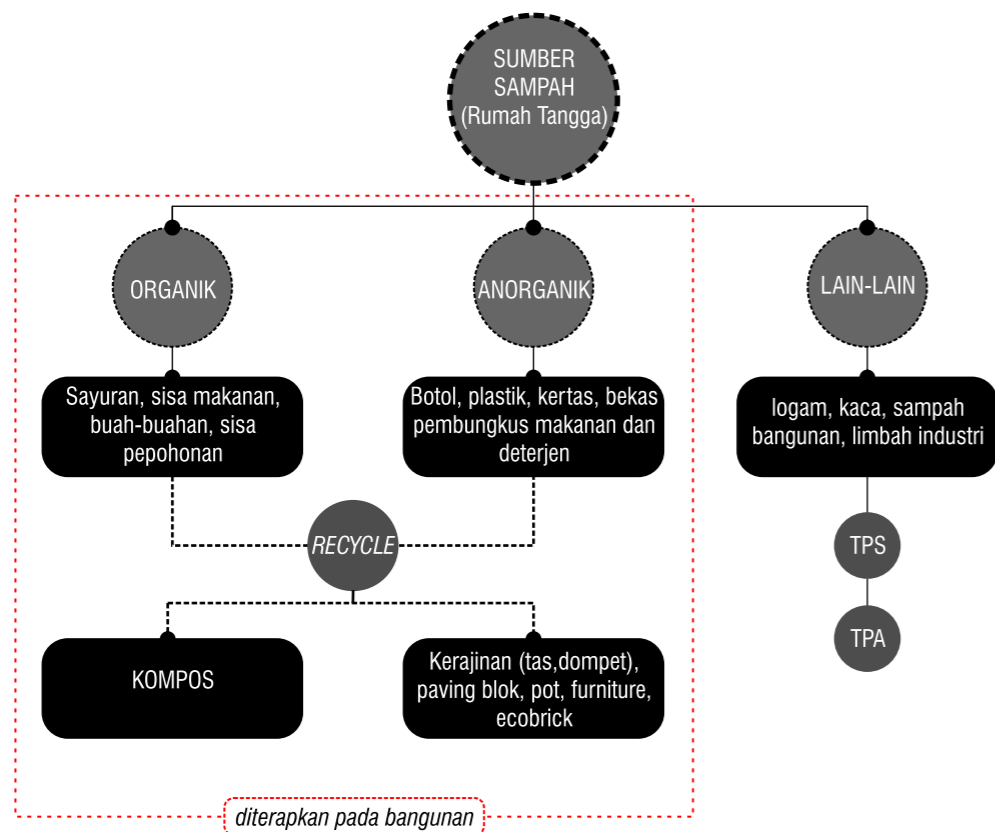 SUMBER
SAMPAH
(Rumah Tangga)
ORGANIK
ANORGANIK
LAIN-LAIN
Sayuran, sisa makanan,
buah-buahan, sisa
pepohonan
Botol, plastik, kertas, bekas
pembungkus makanan dan
deterjen
logam, kaca, sampah
bangunan, limbah industri
RECYCLE
TPS
TPA
KOMPOS
Kerajinan (tas,dompet),
paving blok, pot, furniture,
ecobrick
diterapkan pada bangunan